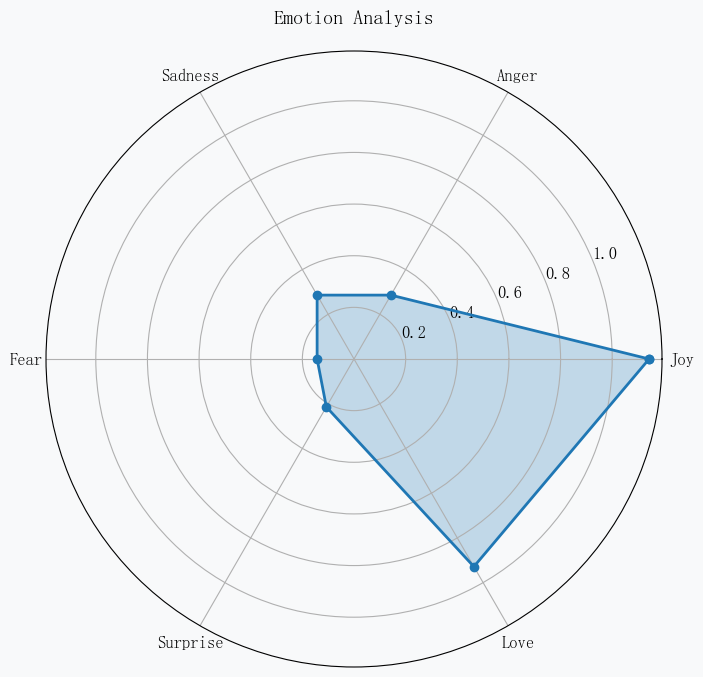 Emotion Analysis
Sadness
Anger
1.0
0.8
0.6
0.4
0.2
Fear
Joy
Surprise
Love